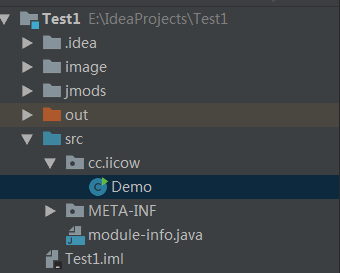 Test1 E:\IdeaProjects\Test1
.idea
image
jmods
out
src
cc.iicow
Demo
META-INF
module-info.java
Test1.iml